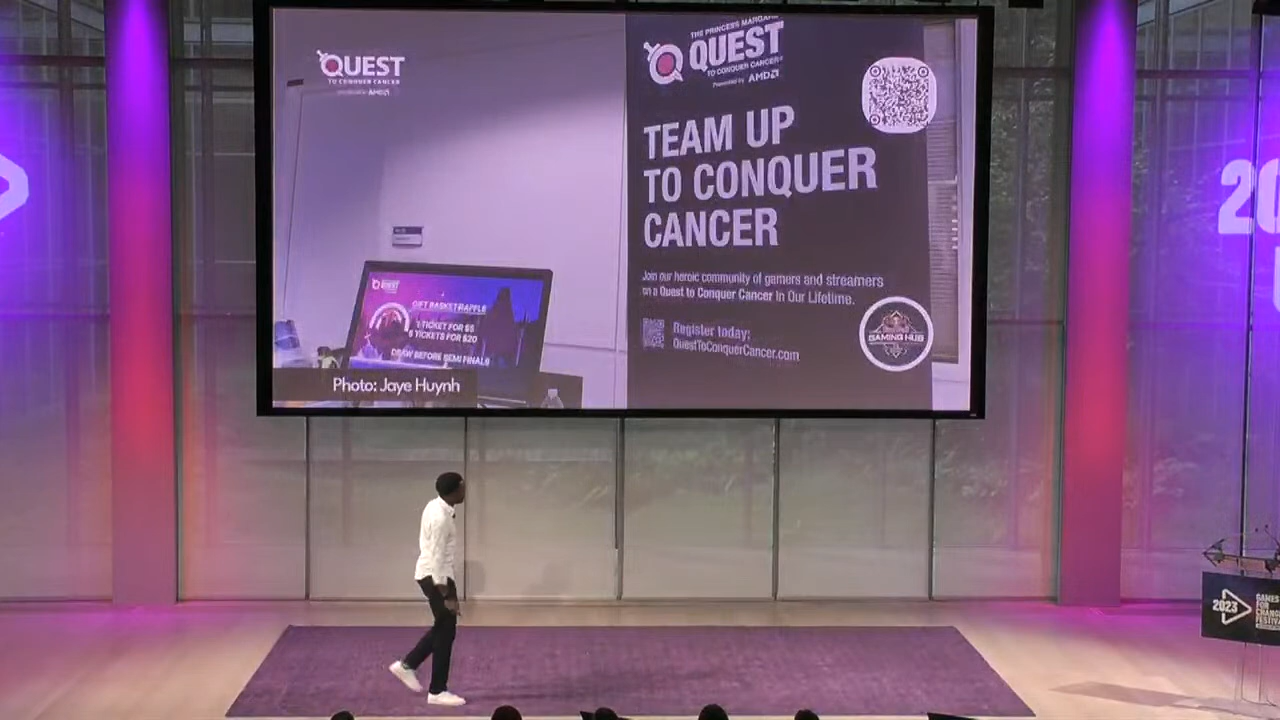 QUEST
TO CONQUER CANCER
AMD
GIFT BASKET RAFFLE
1 TICKET FOR $5
5 TICKETS FOR $20
DRAW BEFORE SEMI FINALS
Photo: Jaye Huynh
THE PRINCESS MARGARET
QUEST
TO CONQUER CANCER
Presented by AMD
TEAM UP
TO CONQUER
CANCER
Join our heroic community of gamers and streamers
on a Quest to Conquer Cancer In Our Lifetime.
Register today:
QuestToConquerCancer.com
GAMING HUB
20
2023
GAMES
FOR
CHANGE
FESTIVAL